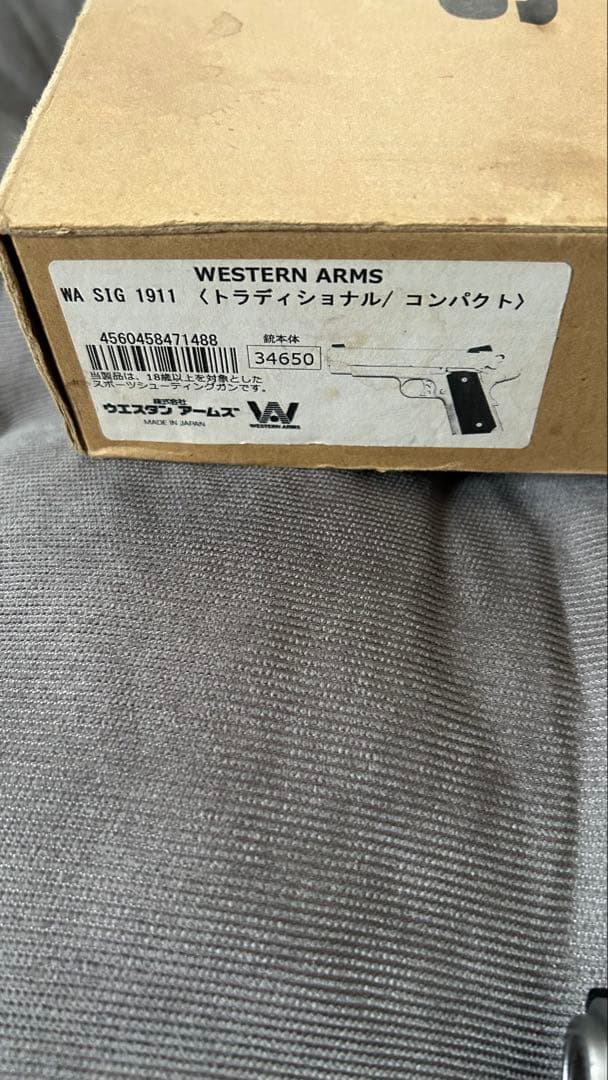 WESTERN ARMS
WA SIG 1911 〈トラディショナル/ コンパクト〉
4560458471488
銃本体
34650
当製品は、18歳以上を対象とした
スポーツシューティングガンです。
株式会社
ウエスタン アームズ™
MADE IN JAPAN
WESTERN ARMS